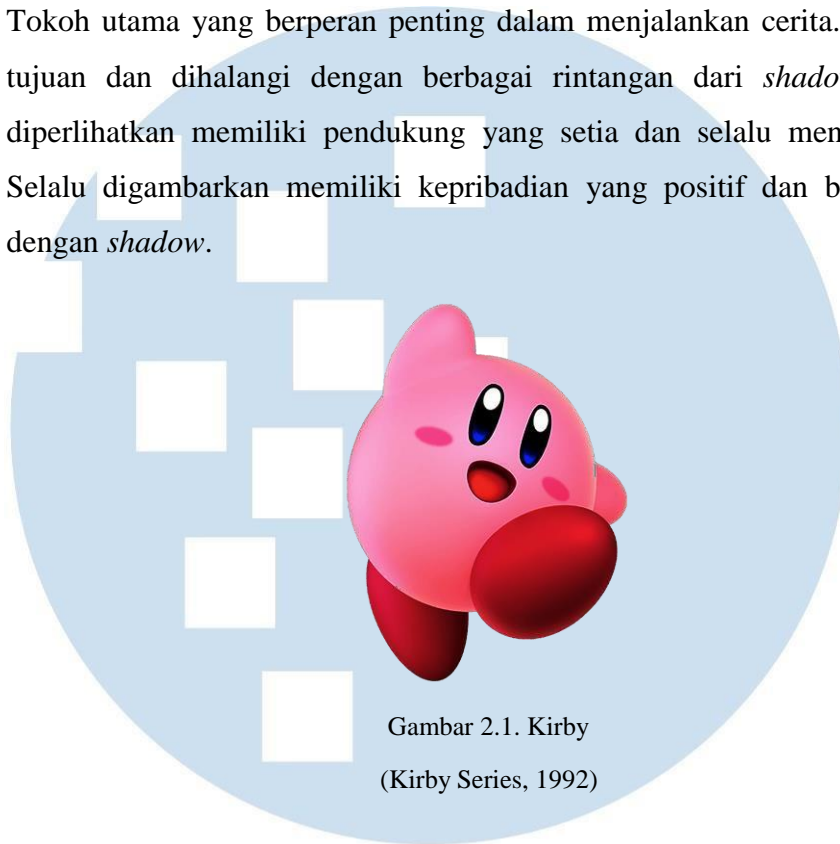 Tokoh utama yang berperan penting dalam menjalankan cerita.
tujuan dan dihalangi dengan berbagai rintangan dari
diperlihatkan memiliki pendukung yang setia dan selalu
Selalu digambarkan memiliki kepribadian yang positif dan
dengan shadow.
Gambar 2.1. Kirby
(Kirby Series, 1992)